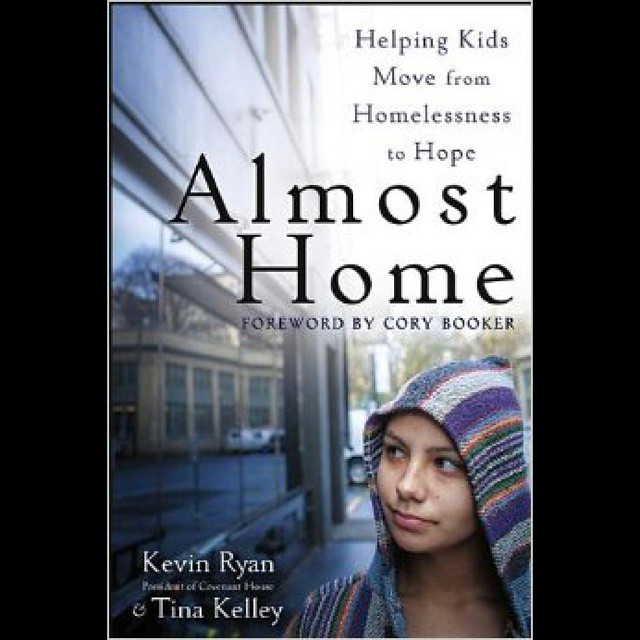 Helping Kids
Move from
Homelessness
to Hope
Almost
Home
FOREWORD BY CORY BOOKER
Kevin Ryan
President of Covenant House
& Tina Kelley